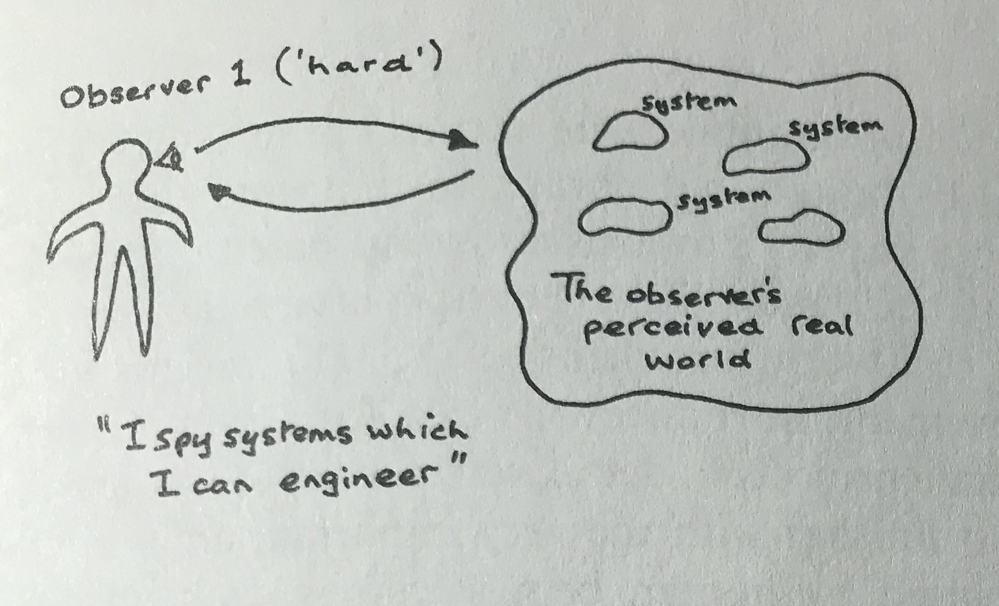 Observer 1 ('hard')
system
system
system
The observer's
perceived real
world
"I spy systems which
I can engineer"